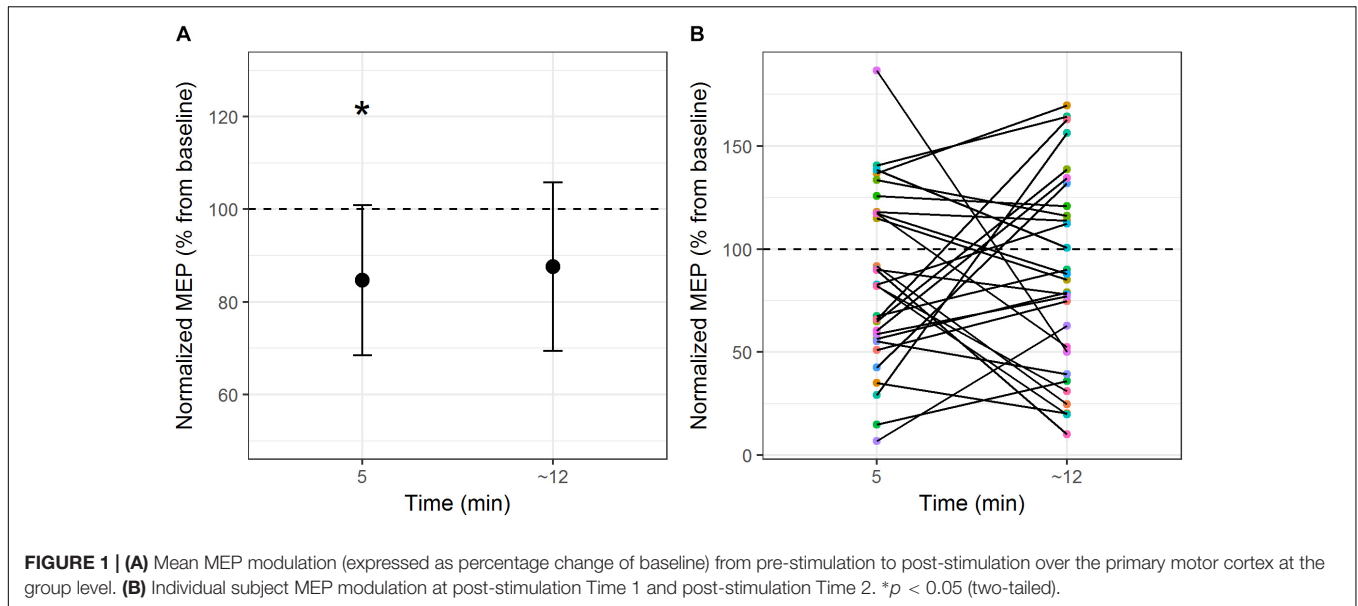 A
B
Normalized MEP (% from baseline)
120
100
80
60
*
5
~12
Time (min)
Normalized MEP (% from baseline)
150
100
50
0
5
~12
Time (min)
FIGURE 1 | (A) Mean MEP modulation (expressed as percentage change of baseline) from pre-stimulation to post-stimulation over the primary motor cortex at the
group level. (B) Individual subject MEP modulation at post-stimulation Time 1 and post-stimulation Time 2. *p < 0.05 (two-tailed).